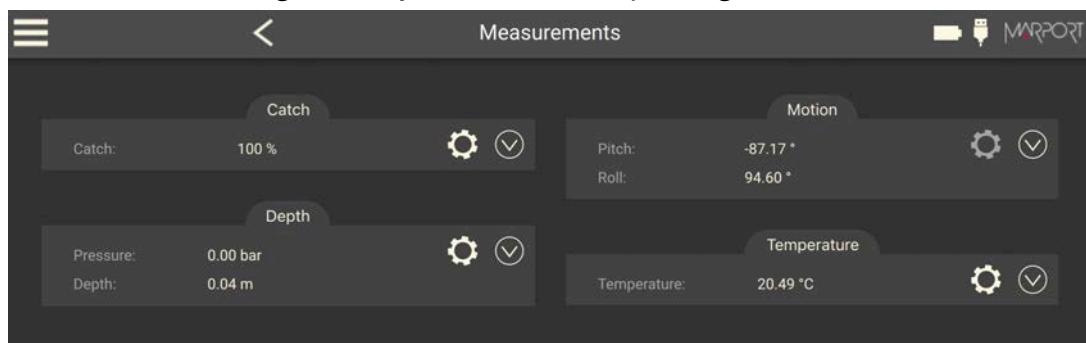 Measurements
MARPORT
Catch
Catch: 100 %
Depth
Pressure: 0.00 bar
Depth: 0.04 m
Motion
Pitch: -87.17 °
Roll: 94.60 °
Temperature
Temperature: 20.49 °C